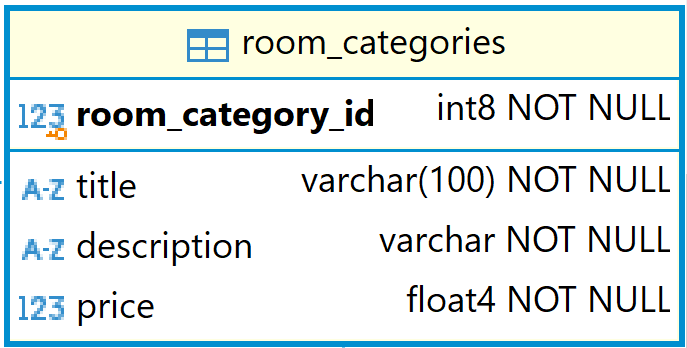 room_categories
123 room_category_id int8 NOT NULL
A-Z title varchar(100) NOT NULL
A-Z description varchar NOT NULL
123 price float4 NOT NULL